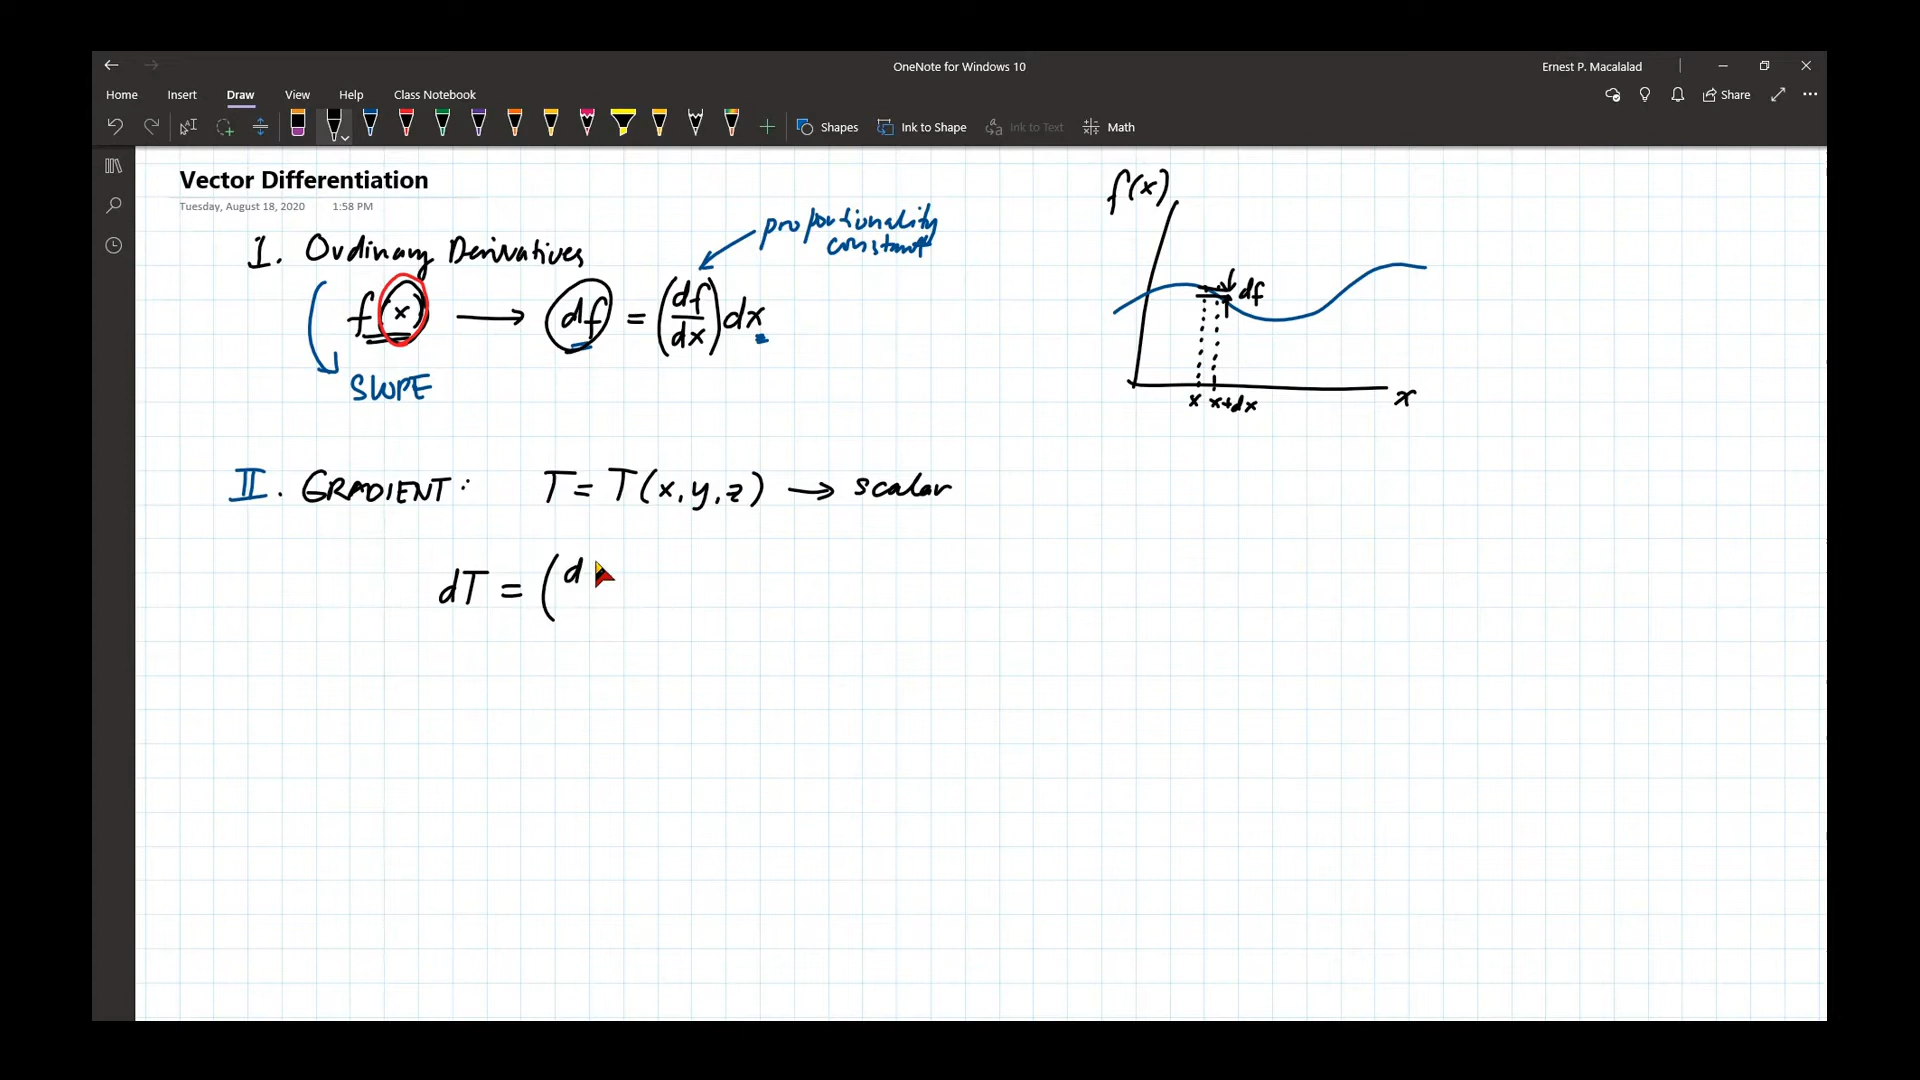 OneNote for Windows 10
Ernest P. Macalalad
Home Insert Draw View Help Class Notebook
Share
Shapes Ink to Shape Ink to Text Math
Vector Differentiation
Tuesday, August 18, 2020 1:58 PM
I. Ordinary Derivatives
proportionality
constant
f(x) → df = (df/dx) dx
SLOPE
f(x)
df
x x+dx
x
II. GRADIENT: T = T(x, y, z) → scalar
dT = (d